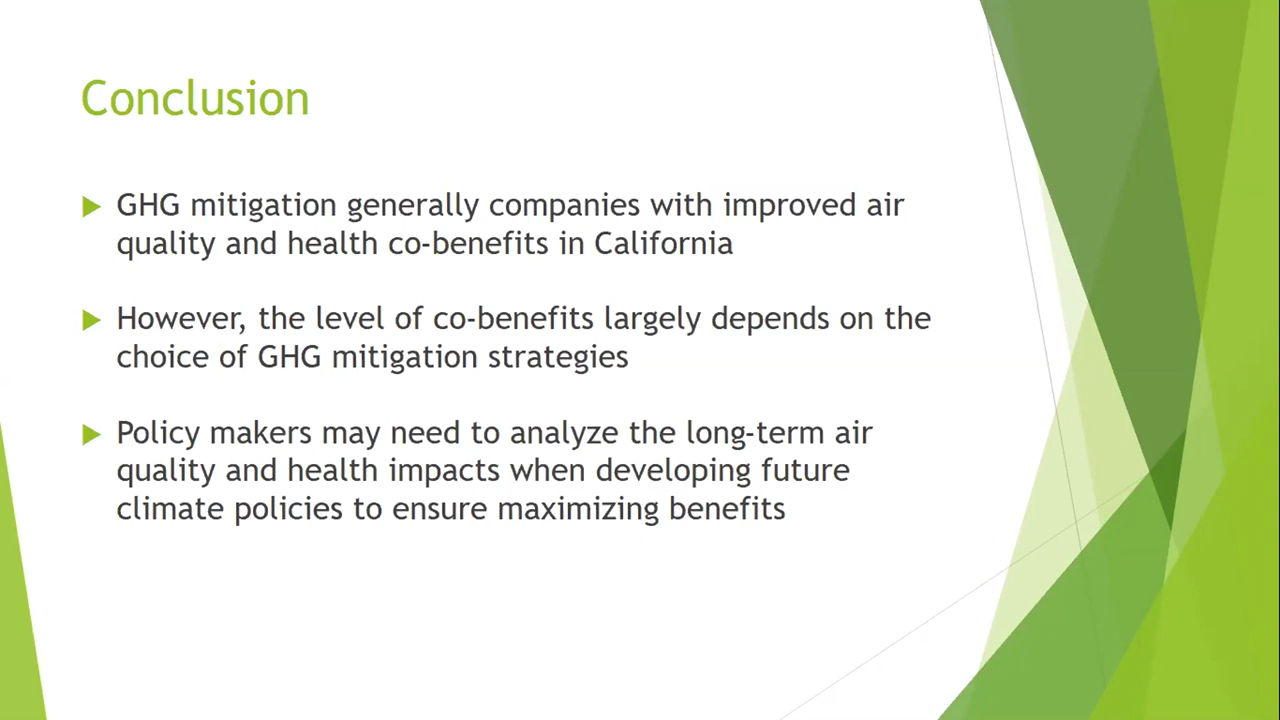 Conclusion
GHG mitigation generally companies with improved air
quality and health co-benefits in California
However, the level of co-benefits largely depends on the
choice of GHG mitigation strategies
Policy makers may need to analyze the long-term air
quality and health impacts when developing future
climate policies to ensure maximizing benefits